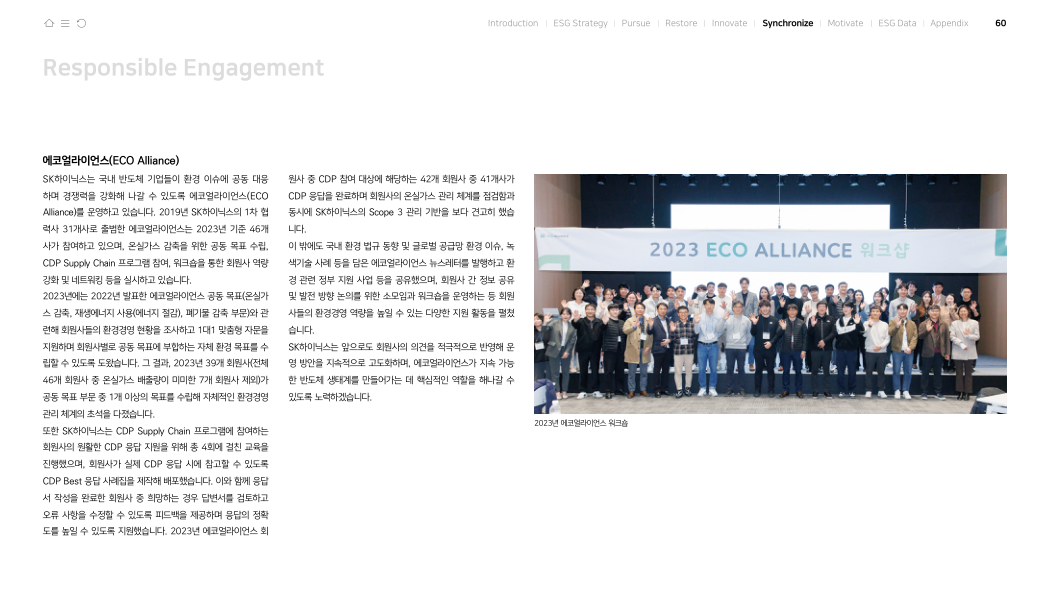 Introduction | ESG Strategy | Pursue | Restore | Innovate | Synchronize | Motivate | ESG Data | Appendix 60
Responsible Engagement
에코얼라이언스(ECO Alliance)
SK하이닉스는 국내 반도체 기업들이 환경 이슈에 공동 대응
하며 경쟁력을 강화해 나갈 수 있도록 에코얼라이언스(ECO
Alliance)를 운영하고 있습니다. 2019년 SK하이닉스의 1차 협
력사 31개사로 출범한 에코얼라이언스는 2023년 기준 46개
사가 참여하고 있으며, 온실가스 감축을 위한 공동 목표 수립,
CDP Supply Chain 프로그램 참여, 워크숍을 통한 회원사 역량
강화 및 네트워킹 등을 실시하고 있습니다.
2023년에는 2022년 발표한 에코얼라이언스 공동 목표(온실가
스 감축, 재생에너지 사용(에너지 절감), 폐기물 감축 부문)와 관
련해 회원사들의 환경경영 현황을 조사하고 1대1 맞춤형 자문을
지원하며 회원사별로 공동 목표에 부합하는 자체 환경 목표를 수
립할 수 있도록 도왔습니다. 그 결과, 2023년 39개 회원사(전체
46개 회원사 중 온실가스 배출량이 미미한 7개 회원사 제외)가
공동 목표 부문 중 1개 이상의 목표를 수립해 자체적인 환경경영
관리 체계의 초석을 다졌습니다.
또한 SK하이닉스는 CDP Supply Chain 프로그램에 참여하는
회원사의 원활한 CDP 응답 지원을 위해 총 4회에 걸친 교육을
진행했으며, 회원사가 실제 CDP 응답 시에 참고할 수 있도록
CDP Best 응답 사례집을 제작해 배포했습니다. 이와 함께 응답
서 작성을 완료한 회원사 중 희망하는 경우 답변서를 검토하고
오류 사항을 수정할 수 있도록 피드백을 제공하며 응답의 정확
도를 높일 수 있도록 지원했습니다. 2023년 에코얼라이언스 회
원사 중 CDP 참여 대상에 해당하는 42개 회원사 중 41개사가
CDP 응답을 완료하며 회원사의 온실가스 관리 체계를 점검함과
동시에 SK하이닉스의 Scope 3 관리 기반을 보다 견고히 했습
니다.
이 밖에도 국내 환경 법규 동향 및 글로벌 공급망 환경 이슈, 녹
색기술 사례 등을 담은 에코얼라이언스 뉴스레터를 발행하고 환
경 관련 정부 지원 사업 등을 공유했으며, 회원사 간 정보 공유
및 발전 방향 논의를 위한 소모임과 워크숍을 운영하는 등 회원
사들의 환경경영 역량을 높일 수 있는 다양한 지원 활동을 펼쳤
습니다.
SK하이닉스는 앞으로도 회원사의 의견을 적극적으로 반영해 운
영 방안을 지속적으로 고도화하며, 에코얼라이언스가 지속 가능
한 반도체 생태계를 만들어가는 데 핵심적인 역할을 해나갈 수
있도록 노력하겠습니다.
2023 ECO ALLIANCE 워크샵
2023년 에코얼라이언스 워크숍